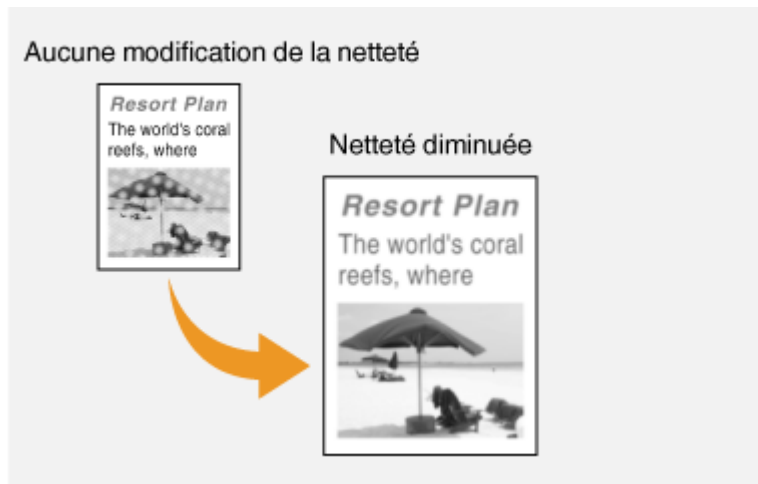 Aucune modification de la netteté
Resort Plan
The world's coral
reefs, where
Netteté diminuée
Resort Plan
The world's coral
reefs, where